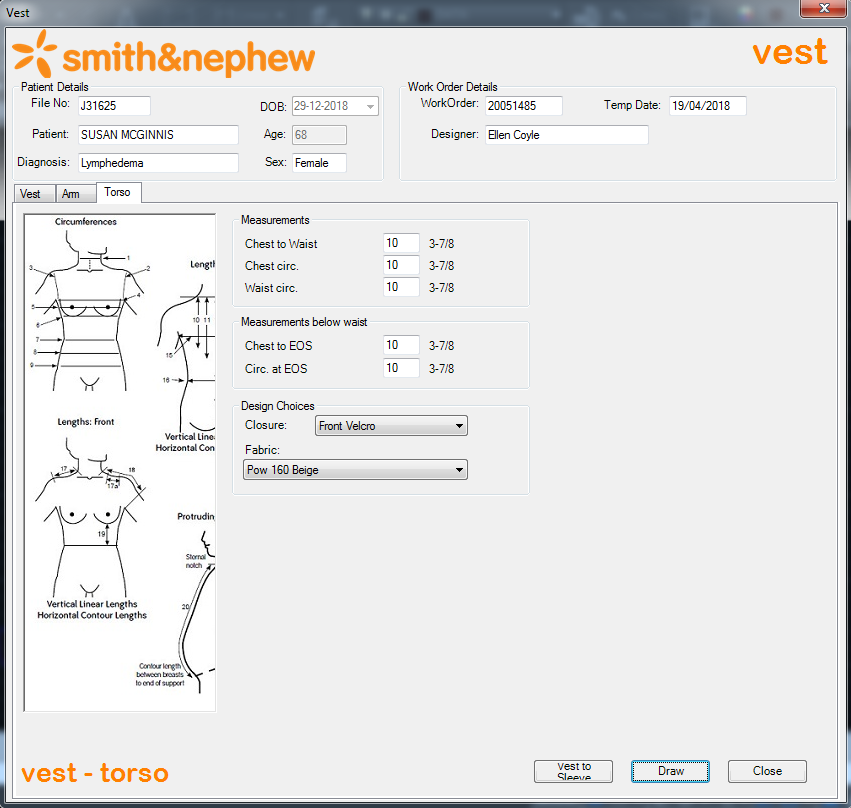 Vest
smith&nephew
vest
Patient Details
File No: J31625
DOB: 29-12-2018
Patient: SUSAN MCGINNIS
Age: 68
Diagnosis: Lymphedema
Sex: Female
Work Order Details
WorkOrder: 20051485
Temp Date: 19/04/2018
Designer: Ellen Coyle
Vest
Arm
Torso
Circumferences
1
2
3
4
5
6
7
8
9
Lengt
10 11
15
16
Vertical Line
Horizontal Con
Lengths: Front
17
18
17a
19
Vertical Linear Lengths
Horizontal Contour Lengths
Protruding
Sternal
notch
20
Contour length
between breasts
to end of support
Measurements
Chest to Waist 10 3-7/8
Chest circ. 10 3-7/8
Waist circ. 10 3-7/8
Measurements below waist
Chest to EOS 10 3-7/8
Circ. at EOS 10 3-7/8
Design Choices
Closure: Front Velcro
Fabric:
Pow 160 Beige
vest - torso
Vest to
Sleeve
Draw
Close